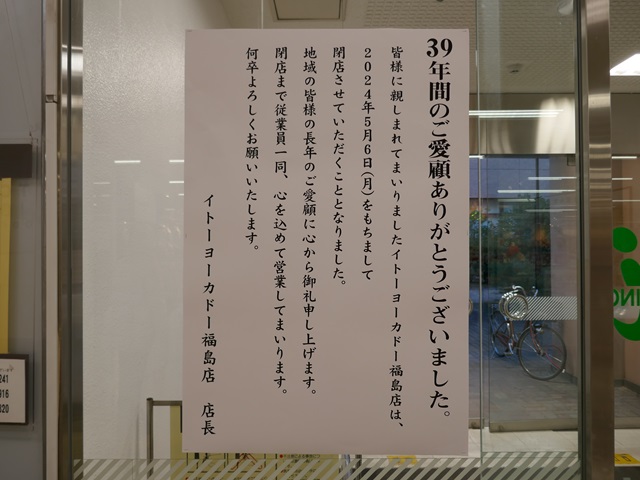 39年間のご愛顧ありがとうございました。
皆様に親しまれてまいりましたイトーヨーカドー福島店は、
2024年5月6日(月)をもちまして
閉店させていただくこととなりました。
地域の皆様の長年のご愛顧に心から御礼申し上げます。
閉店まで従業員一同、心を込めて営業してまいります。
何卒よろしくお願いいたします。
イトーヨーカドー福島店 店長
241
916
320